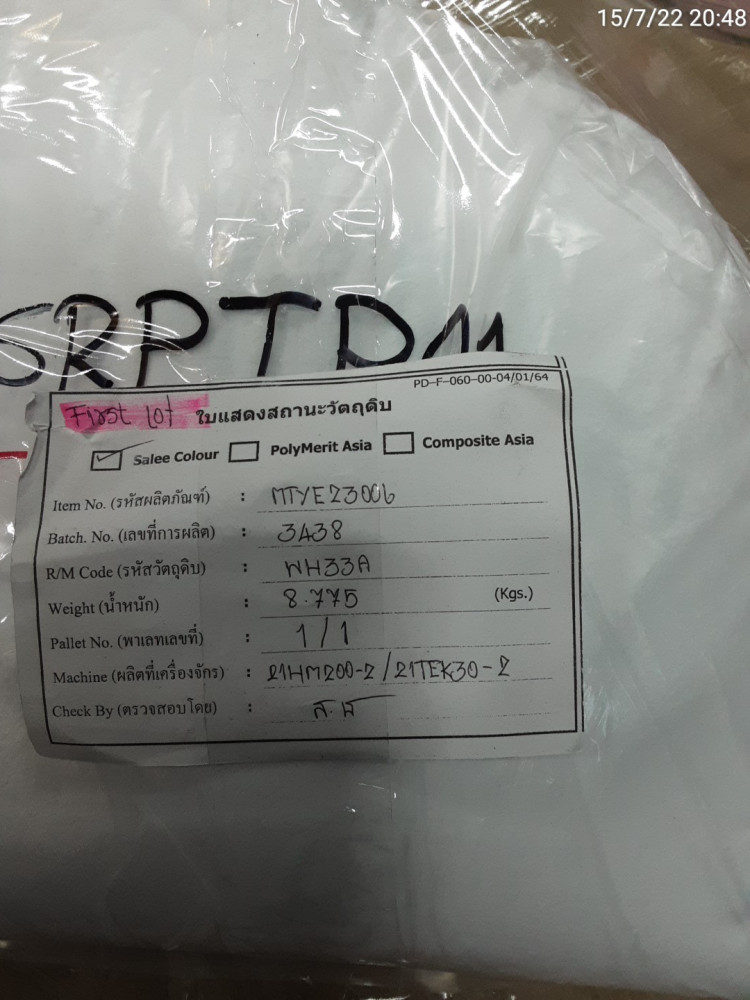 15/7/22 20:48
SRPTPM
PD-F-060-00-04/01/64
First lot ใบแสดงสถานะวัตถุดิบ
Salee Colour PolyMerit Asia Composite Asia
Item No. (รหัสผลิตภัณฑ์) : MTYE23006
Batch. No. (เลขที่การผลิต) : 3438
R/M Code (รหัสวัตถุดิบ) : WH33A
Weight (น้ำหนัก) : 8.775 (Kgs.)
Pallet No. (พาเลทเลขที่) : 1/1
Machine (ผลิตที่เครื่องจักร) : 21HM200-2/21TEK30-2
Check By (ตรวจสอบโดย) :